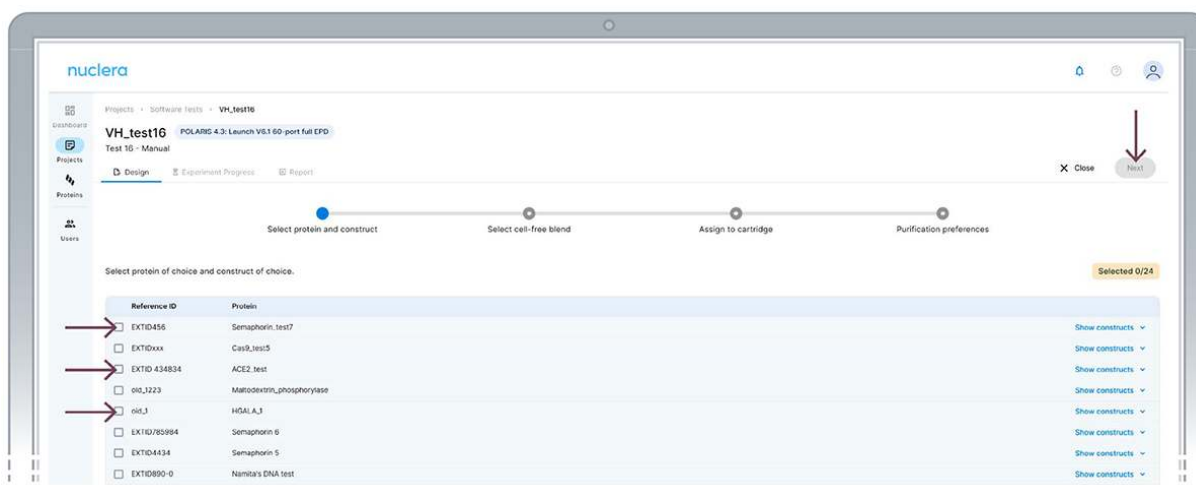 nuclera
Dashboard
Projects
Proteins
Users
Projects Software Tests VH_test16
VH_test16 POLARIS 4.3: Launch V6.1 60-port full EPD
Test 16 - Manual
Design Experiment Progress Report
Close Next
Select protein and construct Select cell-free blend Assign to cartridge Purification preferences
Select protein of choice and construct of choice. Selected 0/24
Reference ID Protein
EXTID456 Semaphorin_test7 Show constructs
EXTIDxxx Cas9_test5 Show constructs
EXTID 434834 ACE2_test Show constructs
old_1223 Maltodextrin_phosphorylase Show constructs
old_1 HGALA_1 Show constructs
EXTID785984 Semaphorin 6 Show constructs
EXTID4434 Semaphorin 5 Show constructs
EXTID890-0 Namita's DNA test Show constructs